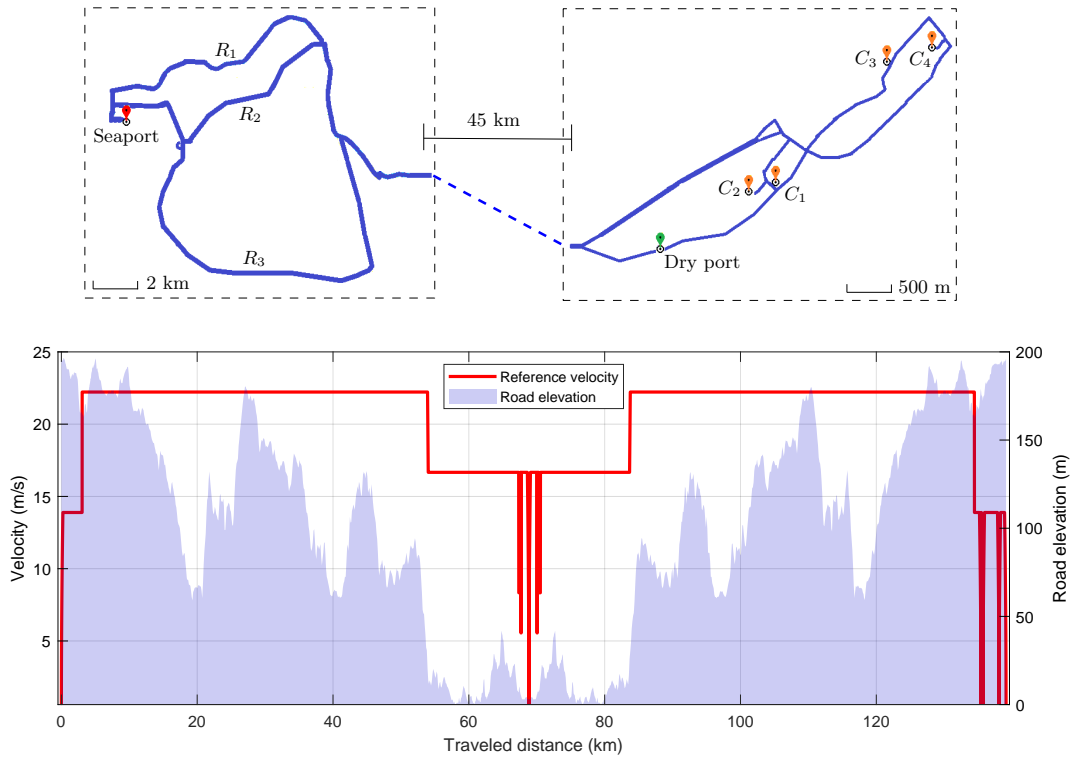 R1
R2
R3
Seaport
2 km
45 km
C3
C4
C2
C1
Dry port
500 m
25
20
15
10
5
Velocity (m/s)
Reference velocity
Road elevation
200
150
100
50
0
Road elevation (m)
0
20
40
60
80
100
120
Traveled distance (km)